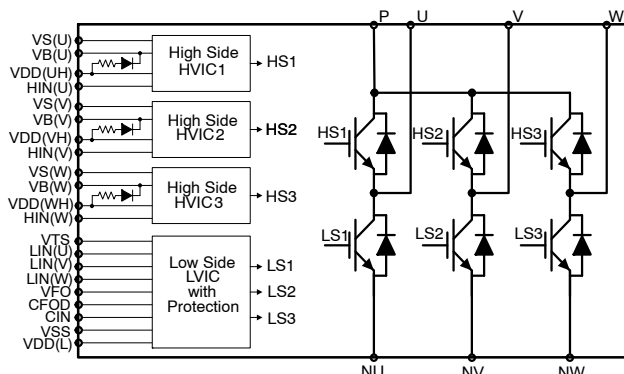 P U V W
VS(U)
VB(U)
VDD(UH)
HIN(U)
High Side
HVIC1
HS1
VS(V)
VB(V)
VDD(VH)
HIN(V)
High Side
HVIC2
HS2
VS(W)
VB(W)
VDD(WH)
HIN(W)
High Side
HVIC3
HS3
VTS
LIN(U)
LIN(V)
LIN(W)
VFO
CFOD
CIN
VSS
VDD(L)
Low Side
LVIC
with
Protection
LS1
LS2
LS3
HS1 HS2 HS3
LS1 LS2 LS3
NU NV NW